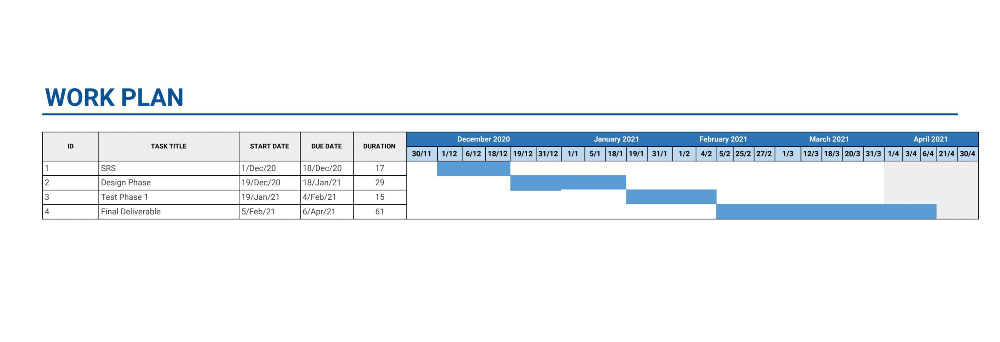 WORK PLAN
ID TASK TITLE START DATE DUE DATE DURATION December 2020 January 2021 February 2021 March 2021 April 2021
30/11 1/12 6/12 18/12 19/12 31/12 1/1 5/1 18/1 19/1 31/1 1/2 4/2 5/2 25/2 27/2 1/3 12/3 18/3 20/3 31/3 1/4 3/4 6/4 21/4 30/4
1 SRS 1/Dec/20 18/Dec/20 17
2 Design Phase 19/Dec/20 18/Jan/21 29
3 Test Phase 1 19/Jan/21 4/Feb/21 15
4 Final Deliverable 5/Feb/21 6/Apr/21 61